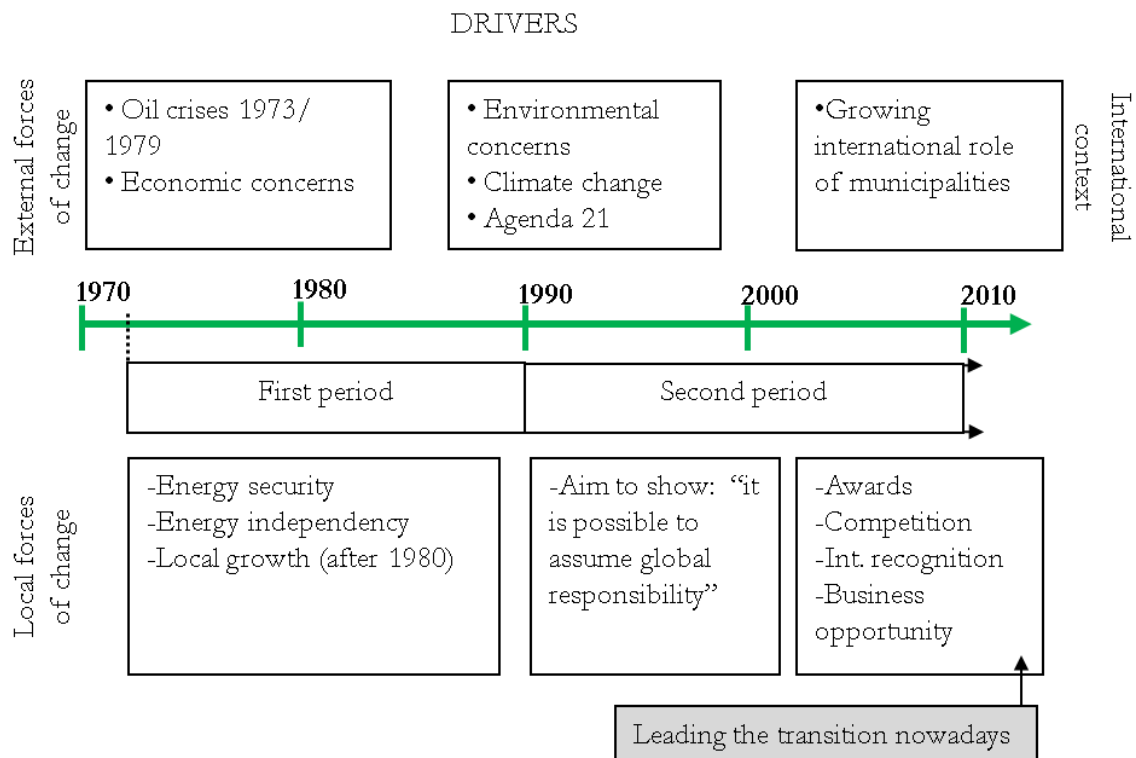 DRIVERS
External forces
of change
• Oil crises 1973/
1979
• Economic concerns
• Environmental
concerns
• Climate change
• Agenda 21
•Growing
international role
of municipalities
International
context
1970
1980
1990
2000
2010
First period
Second period
Local forces
of change
-Energy security
-Energy independency
-Local growth (after 1980)
-Aim to show: “it
is possible to
assume global
responsibility”
-Awards
-Competition
-Int. recognition
-Business
opportunity
Leading the transition nowadays